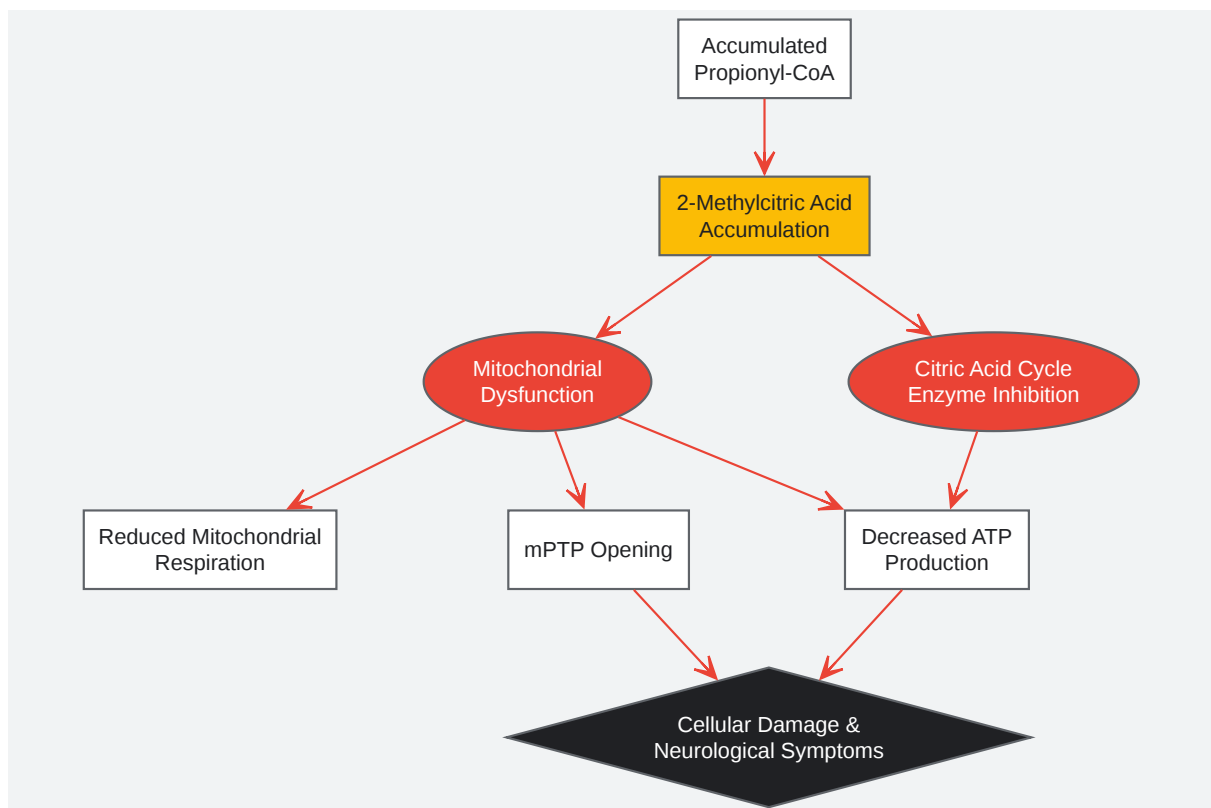 Accumulated
Propionyl-CoA
2-Methylcitric Acid
Accumulation
Mitochondrial
Dysfunction
Citric Acid Cycle
Enzyme Inhibition
Reduced Mitochondrial
Respiration
mPTP Opening
Decreased ATP
Production
Cellular Damage &
Neurological Symptoms